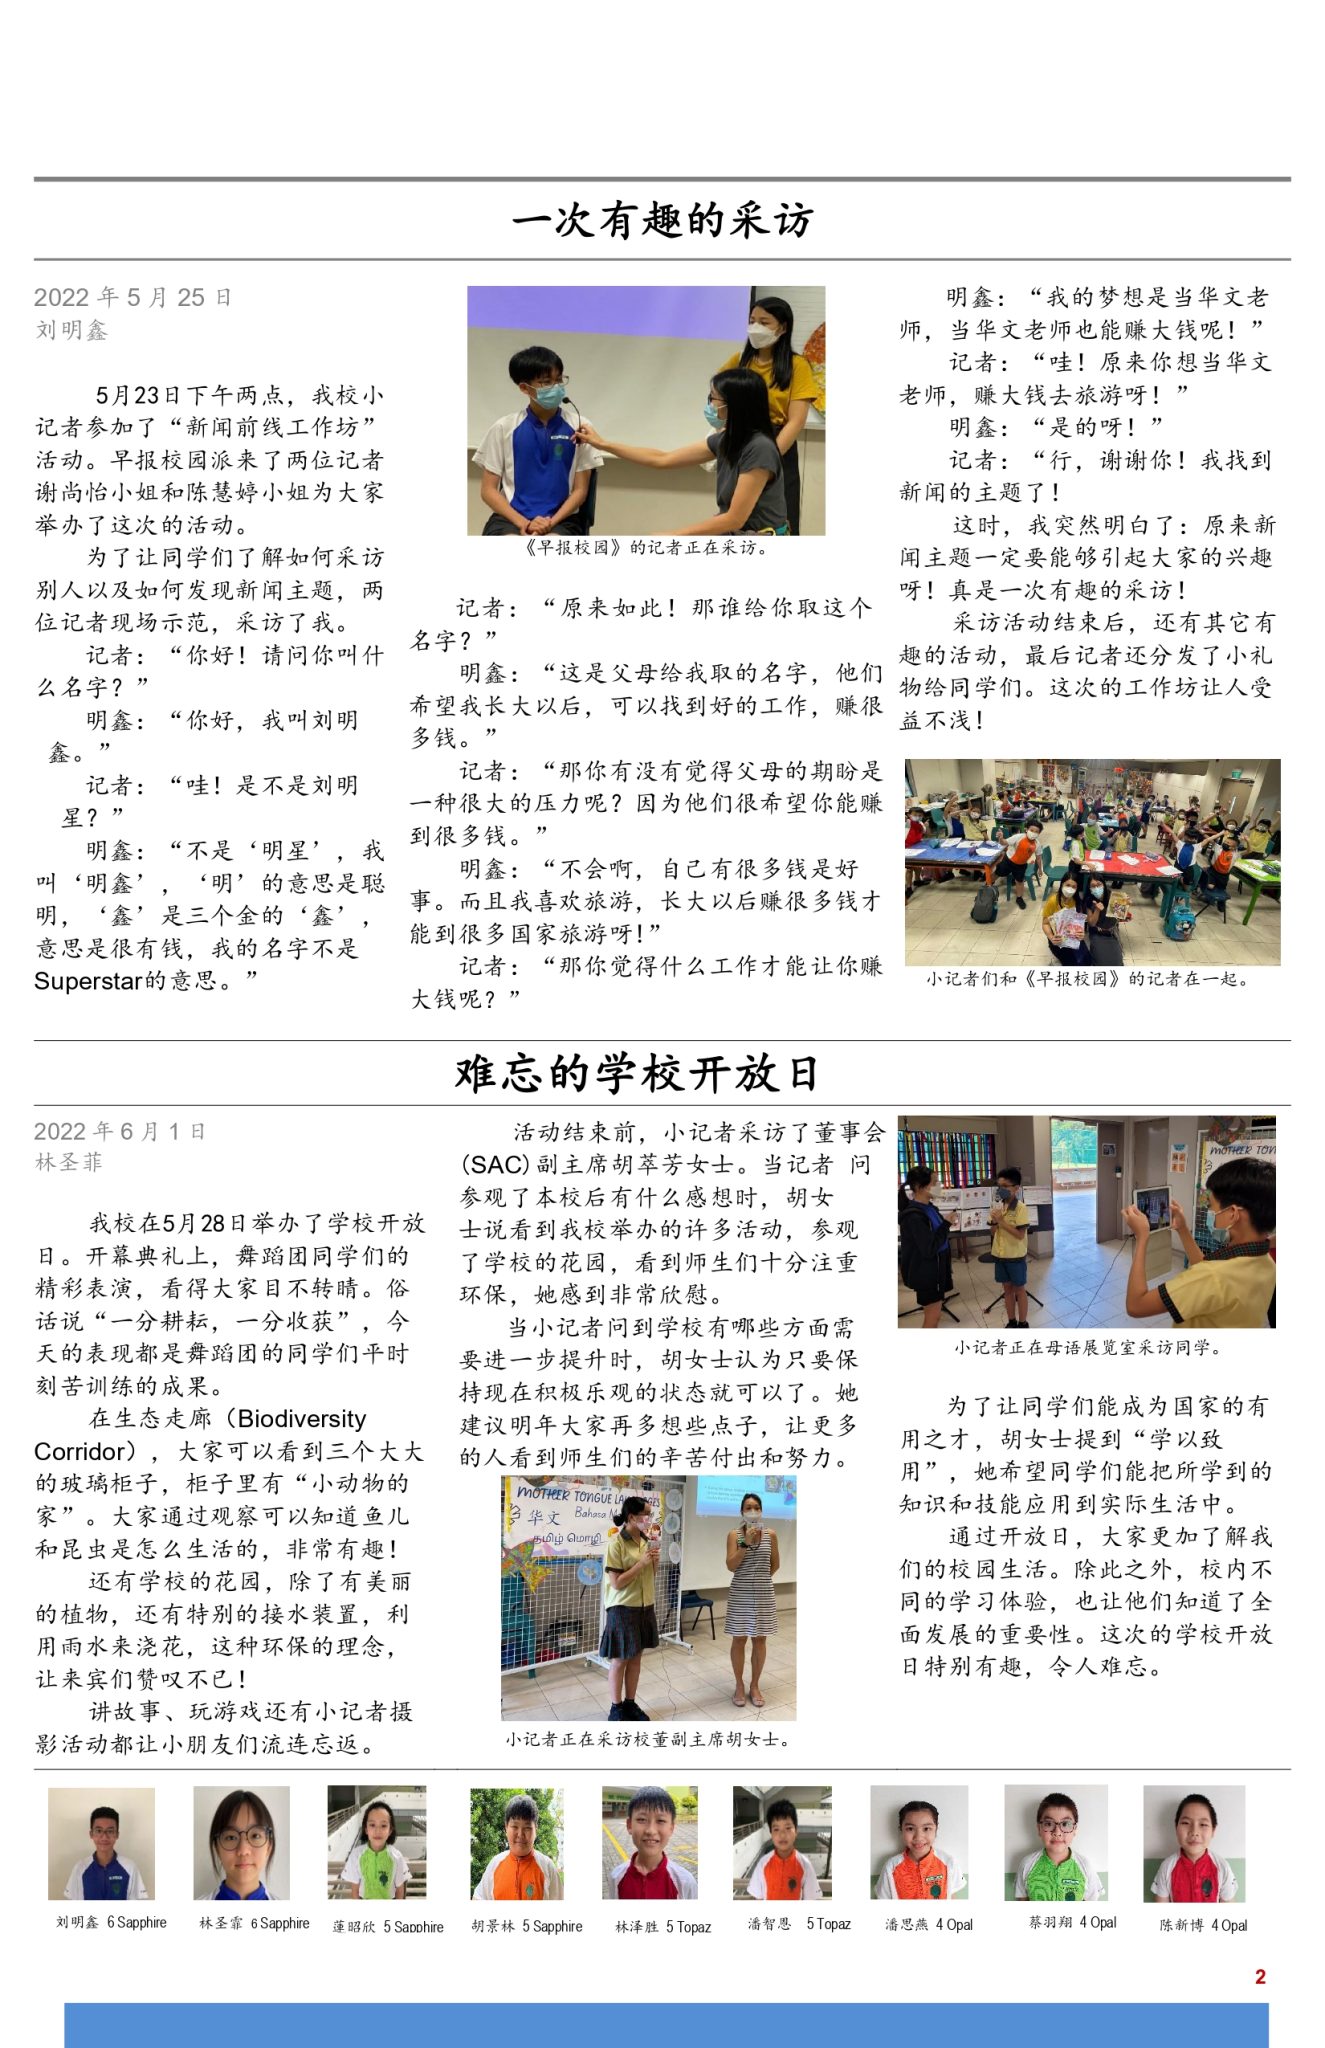 一次有趣的采访
2022 年 5 月 25 日
刘明鑫
5月23日下午两点，我校小
记者参加了“新闻前线工作坊”
活动。早报校园派来了两位记者
谢尚怡小姐和陈慧婷小姐为大家
举办了这次的活动。
为了让同学们了解如何采访
别人以及如何发现新闻主题，两
位记者现场示范，采访了我。
记者：“你好！请问你叫什
么名字？”
明鑫：“你好，我叫刘明
鑫。”
记者：“哇！是不是刘明
星？”
明鑫：“不是‘明星’，我
叫‘明鑫’，‘明’的意思是聪
明，‘鑫’是三个金的‘鑫’，
意思是很有钱，我的名字不是
Superstar的意思。”
《早报校园》的记者正在采访。
记者：“原来如此！那谁给你取这个
名字？”
明鑫：“这是父母给我取的名字，他们
希望我长大以后，可以找到好的工作，赚很
多钱。”
记者：“那你有没有觉得父母的期盼是
一种很大的压力呢？因为他们很希望你能赚
到很多钱。”
明鑫：“不会啊，自己有很多钱是好
事。而且我喜欢旅游，长大以后赚很多钱才
能到很多国家旅游呀！”
记者：“那你觉得什么工作才能让你赚
大钱呢？”
明鑫：“我的梦想是当华文老
师，当华文老师也能赚大钱呢！”
记者：“哇！原来你想当华文
老师，赚大钱去旅游呀！”
明鑫：“是的呀！”
记者：“行，谢谢你！我找到
新闻的主题了！
这时，我突然明白了：原来新
闻主题一定要能够引起大家的兴趣
呀！真是一次有趣的采访！
采访活动结束后，还有其它有
趣的活动，最后记者还分发了小礼
物给同学们。这次的工作坊让人受
益不浅！
小记者们和《早报校园》的记者在一起。
难忘的学校开放日
2022 年 6 月 1 日
林圣菲
我校在5月28日举办了学校开放
日。开幕典礼上，舞蹈团同学们的
精彩表演，看得大家目不转睛。俗
话说“一分耕耘，一分收获”，今
天的表现都是舞蹈团的同学们平时
刻苦训练的成果。
在生态走廊（Biodiversity
Corridor），大家可以看到三个大大
的玻璃柜子，柜子里有“小动物的
家”。大家通过观察可以知道鱼儿
和昆虫是怎么生活的，非常有趣！
还有学校的花园，除了有美丽
的植物，还有特别的接水装置，利
用雨水来浇花，这种环保的理念，
让来宾们赞叹不已！
讲故事、玩游戏还有小记者摄
影活动都让小朋友们流连忘返。
活动结束前，小记者采访了董事会
(SAC)副主席胡萃芳女士。当记者 问
参观了本校后有什么感想时，胡女
士说看到我校举办的许多活动，参观
了学校的花园，看到师生们十分注重
环保，她感到非常欣慰。
当小记者问到学校有哪些方面需
要进一步提升时，胡女士认为只要保
持现在积极乐观的状态就可以了。她
建议明年大家再多想些点子，让更多
的人看到师生们的辛苦付出和努力。
MOTHER TONGUE LANGUAGES
华文
Bahasa
தமிழ் மொழி
小记者正在采访校董副主席胡女士。
MOTHER TON
小记者正在母语展览室采访同学。
为了让同学们能成为国家的有
用之才，胡女士提到“学以致
用”，她希望同学们能把所学到的
知识和技能应用到实际生活中。
通过开放日，大家更加了解我
们的校园生活。除此之外，校内不
同的学习体验，也让他们知道了全
面发展的重要性。这次的学校开放
日特别有趣，令人难忘。
刘明鑫 6 Sapphire
林圣霏 6 Sapphire
莲昭欣 5 Sapphire
胡景林 5 Sapphire
林泽胜 5 Topaz
潘智恩 5 Topaz
潘思燕 4 Opal
蔡羽翔 4 Opal
陈新博 4 Opal
2